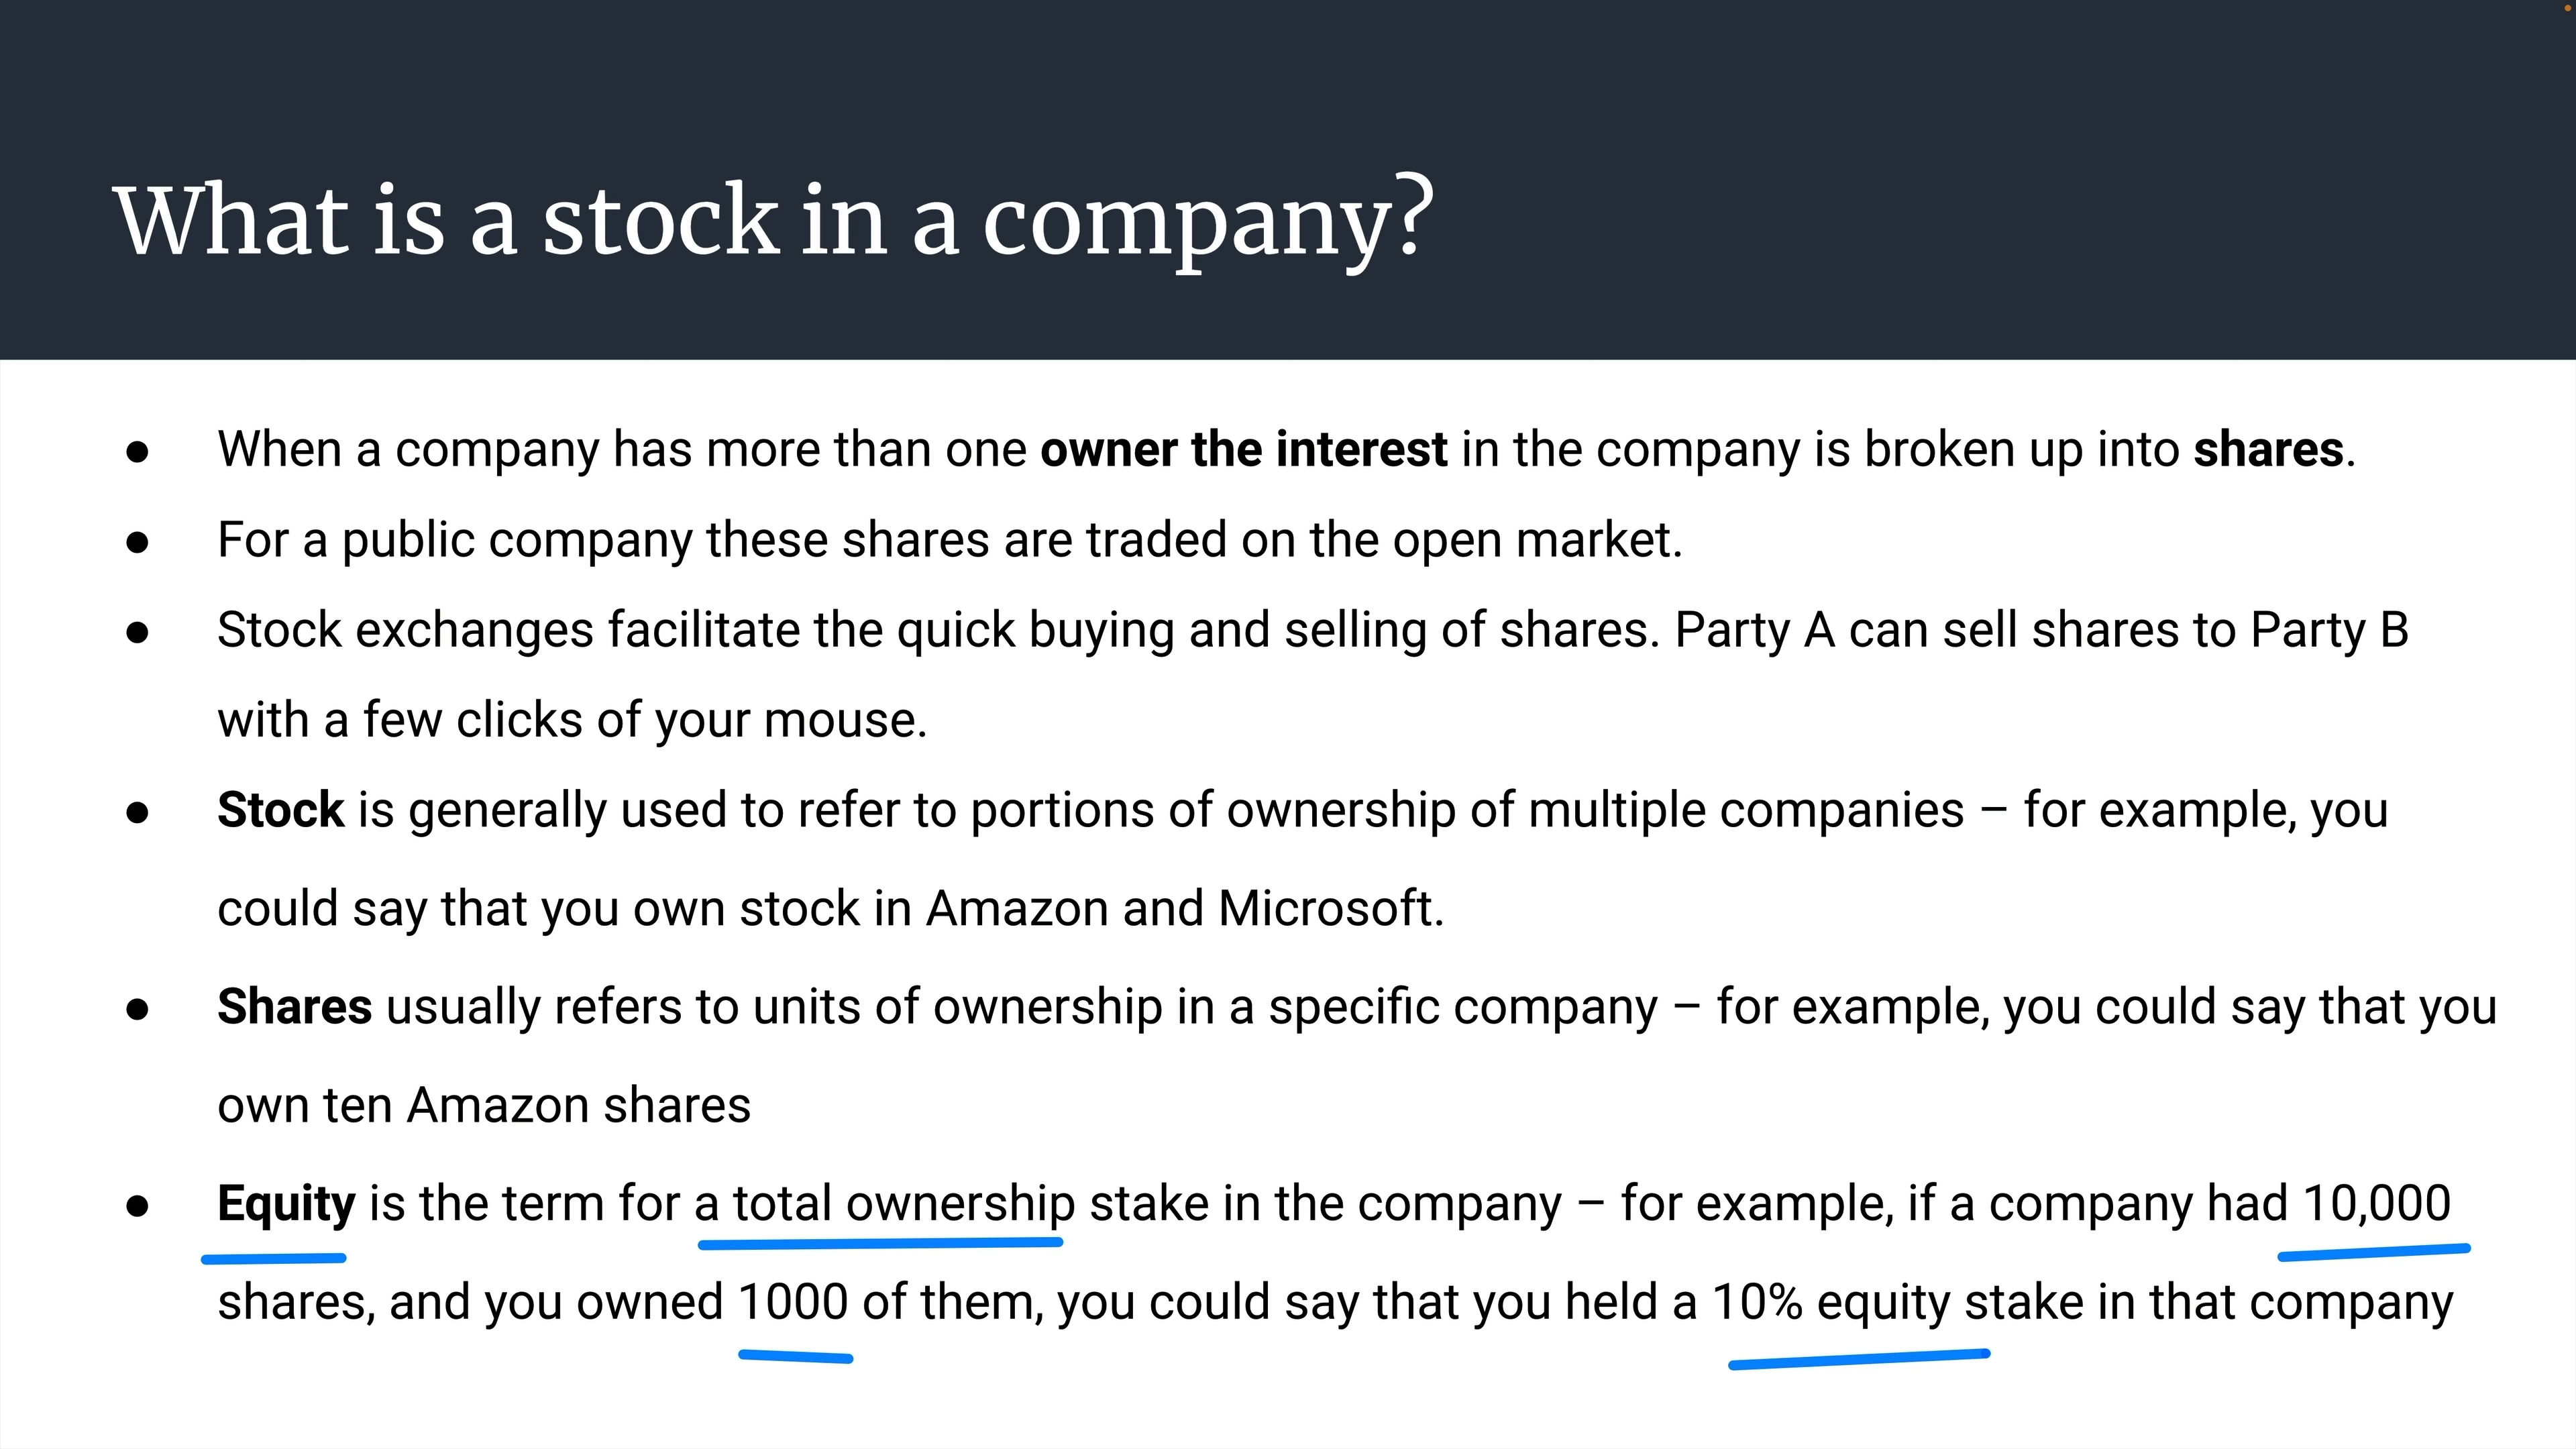 What is a stock in a company?
● When a company has more than one owner the interest in the company is broken up into shares.
● For a public company these shares are traded on the open market.
● Stock exchanges facilitate the quick buying and selling of shares. Party A can sell shares to Party B
with a few clicks of your mouse.
● Stock is generally used to refer to portions of ownership of multiple companies – for example, you
could say that you own stock in Amazon and Microsoft.
● Shares usually refers to units of ownership in a specific company – for example, you could say that you
own ten Amazon shares
● Equity is the term for a total ownership stake in the company – for example, if a company had 10,000
shares, and you owned 1000 of them, you could say that you held a 10% equity stake in that company